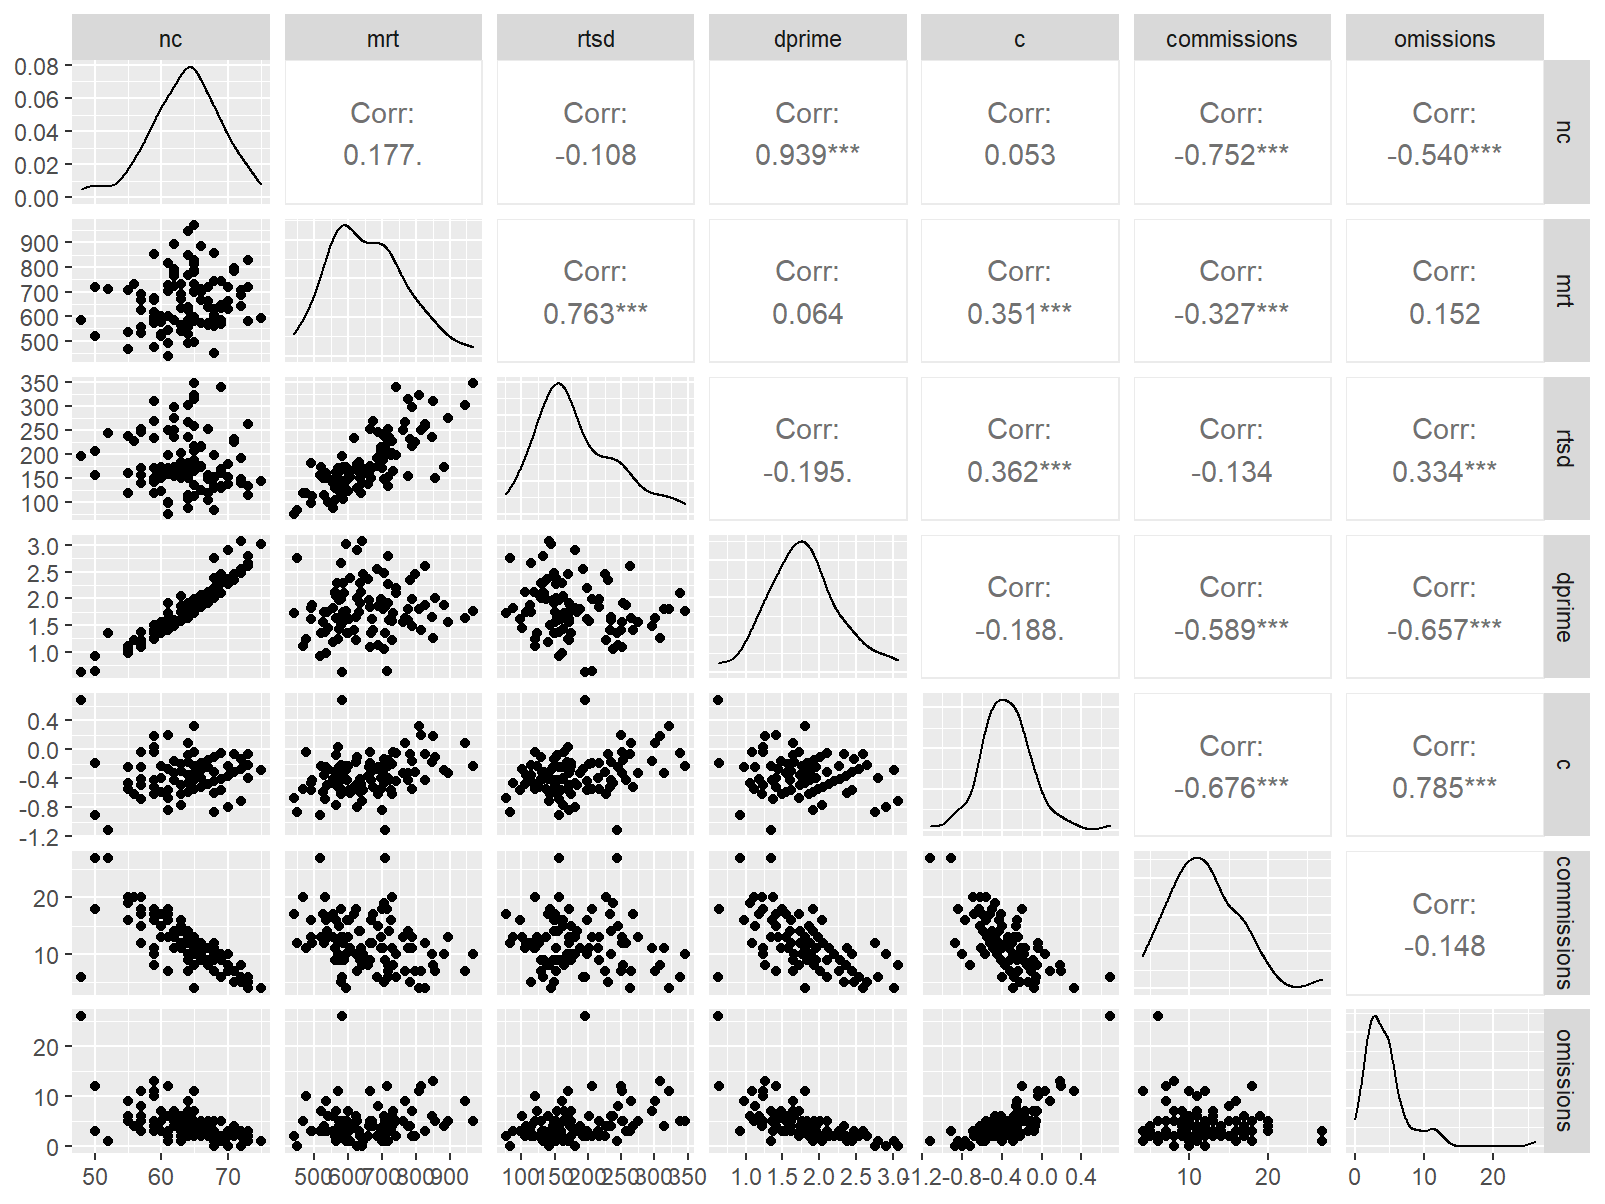 nc mrt rtsd dprime c commissions omissions
0.08
0.06
0.04
0.02
0.00
Corr: Corr: Corr: Corr: Corr: Corr:
0.177. -0.108 0.939*** 0.053 -0.752*** -0.540***
nc
900
800
700
600
500
Corr: Corr: Corr: Corr: Corr:
0.763*** 0.064 0.351*** -0.327*** 0.152
mrt
350
300
250
200
150
100
Corr: Corr: Corr: Corr:
-0.195. 0.362*** -0.134 0.334***
rtsd
3.0
2.5
2.0
1.5
1.0
Corr: Corr: Corr:
-0.188. -0.589*** -0.657***
dprime
0.4
0.0
-0.4
-0.8
-1.2
Corr: Corr:
-0.676*** 0.785***
c
20
10
Corr:
-0.148
commissions
20
10
0
omissions
50 60 70 500 600 700 800 900 100 150 200 250 300 350 1.0 1.5 2.0 2.5 3.0 -1.2 -0.8 -0.4 0.0 0.4 10 20 0 10 20